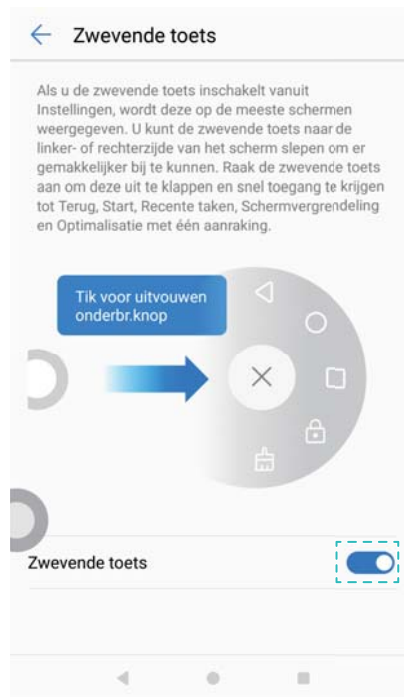 Zwevende toets
Als u de zwevende toets inschakelt vanuit
Instellingen, wordt deze op de meeste schermen
weergegeven. U kunt de zwevende toets naar de
linker- of rechterzijde van het scherm slepen om er
gemakkelijker bij te kunnen. Raak de zwevende toets
aan om deze uit te klappen en snel toegang te krijgen
tot Terug, Start, Recente taken, Schermvergrendeling
en Optimalisatie met één aanraking.
Tik voor uitvouwen
onderbr.knop
Zwevende toets